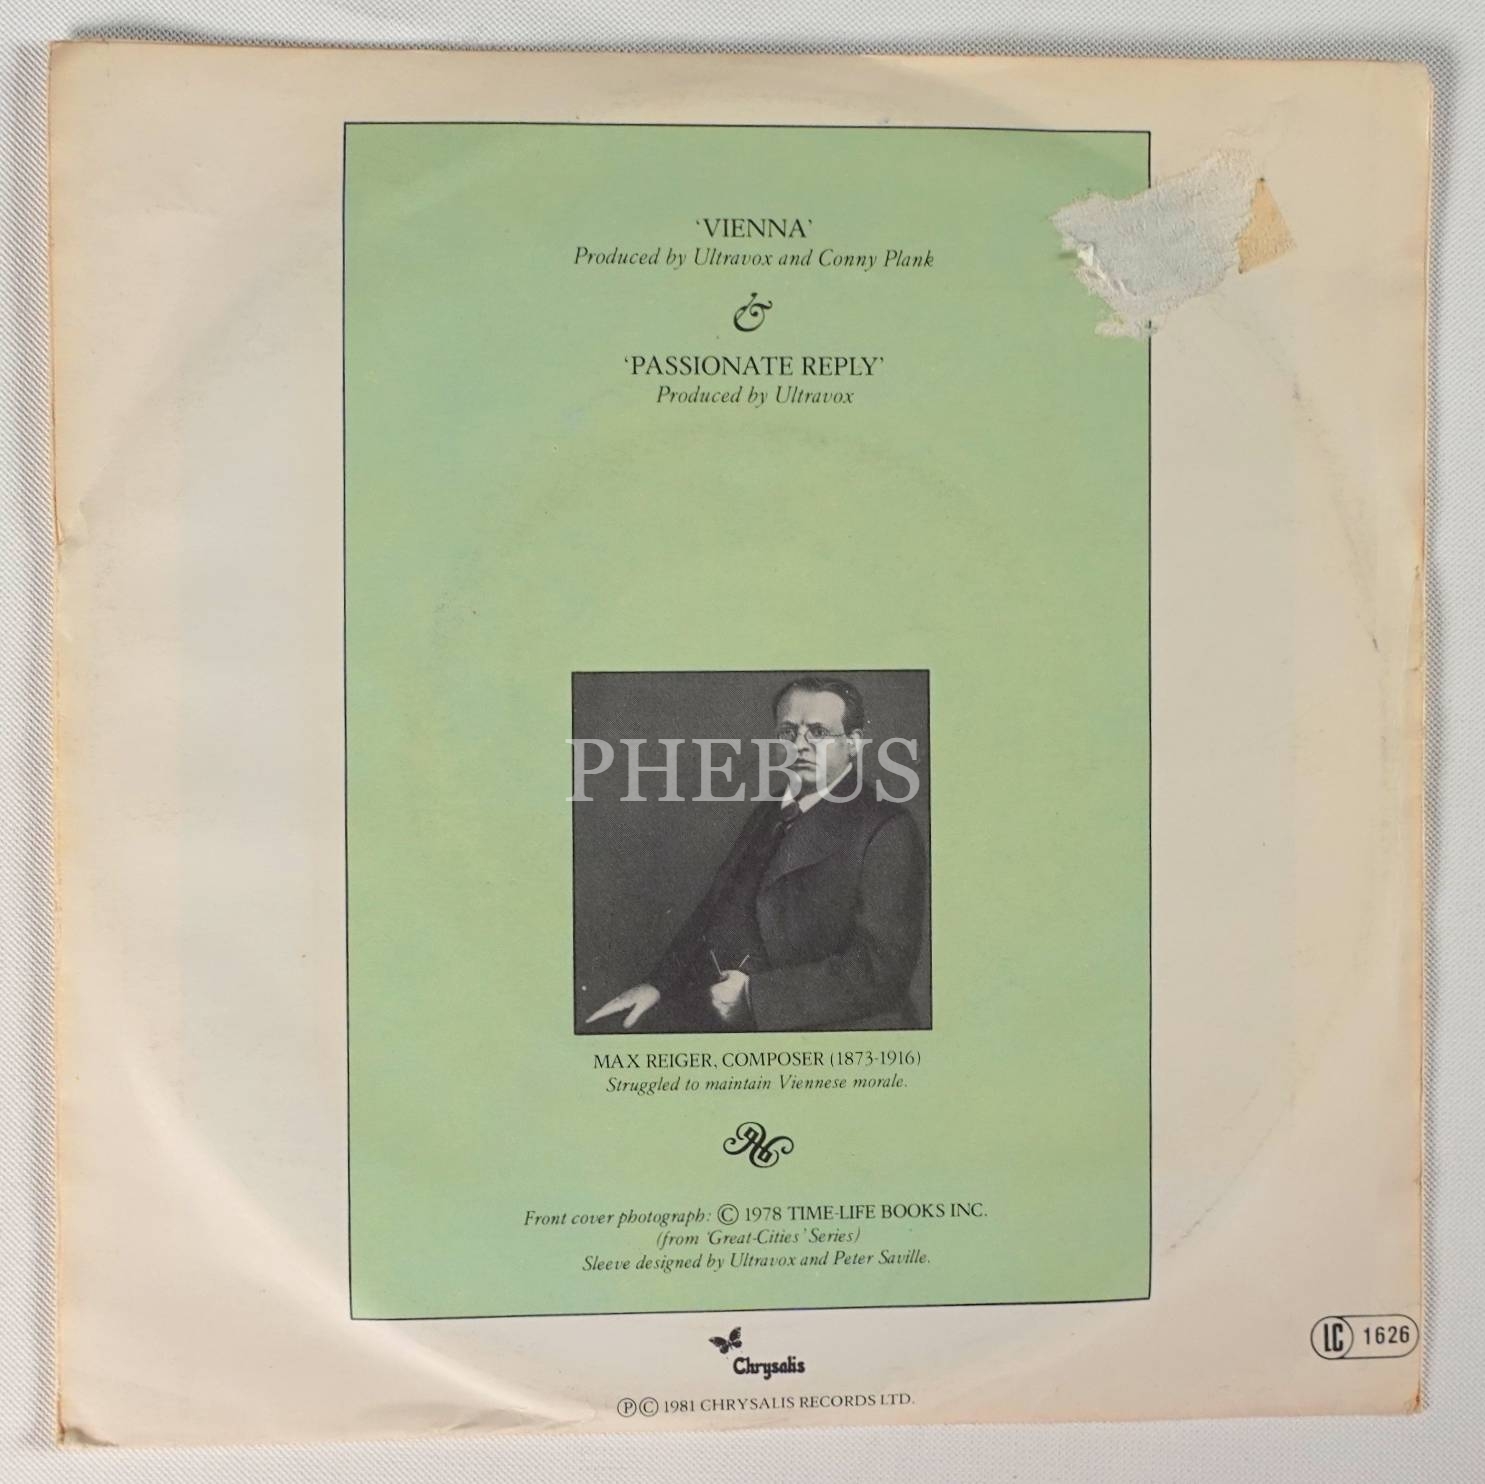 ‘VIENNA’
Produced by Ultravox and Conny Plank
&
‘PASSIONATE REPLY’
Produced by Ultravox
PHEBUS
MAX REIGER, COMPOSER (1873-1916)
Struggled to maintain Viennese morale.
Front cover photograph: © 1978 TIME-LIFE BOOKS INC.
(from ‘Great-Cities’ Series)
Sleeve designed by Ultravox and Peter Saville.
Chrysalis
LC 1626
Ⓟ© 1981 CHRYSALIS RECORDS LTD.